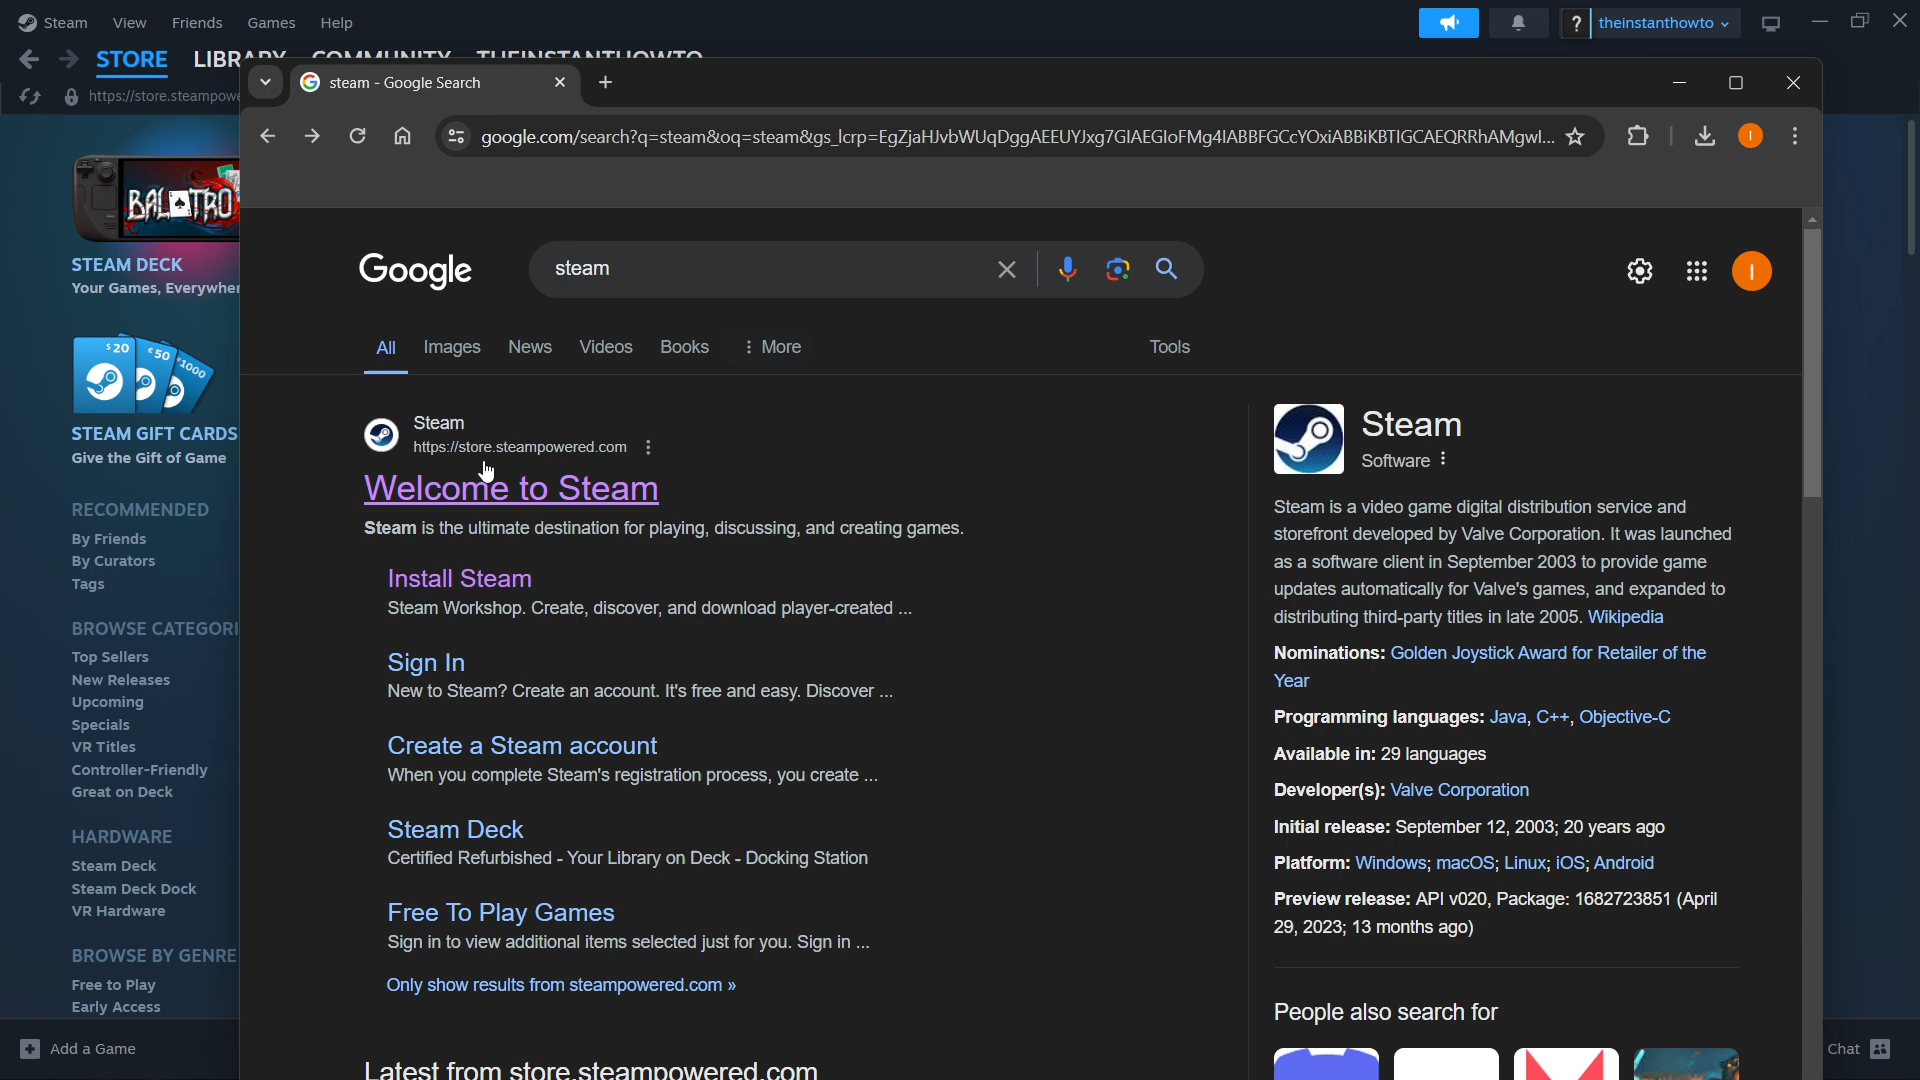 Steam View Friends Games Help
theinstanthowto
STORE LIBRARY COMMUNITY THEINSTANTHOWTO
https://store.steampowe
steam - Google Search
google.com/search?q=steam&oq=steam&gs_lcrp=EgZjaHJvbWUqDggAEEUYJxg7GIAEGIoFMg4IABBFGCcYOxiABBiKBTIGCAEQRRhAMgwI...
BALATRO
STEAM DECK
Your Games, Everywher
$20 €50 ¥1000
STEAM GIFT CARDS
Give the Gift of Game
RECOMMENDED
By Friends
By Curators
Tags
BROWSE CATEGORI
Top Sellers
New Releases
Upcoming
Specials
VR Titles
Controller-Friendly
Great on Deck
HARDWARE
Steam Deck
Steam Deck Dock
VR Hardware
BROWSE BY GENRE
Free to Play
Early Access
Add a Game
Google
steam
All Images News Videos Books More Tools
Steam
https://store.steampowered.com
Welcome to Steam
Steam is the ultimate destination for playing, discussing, and creating games.
Install Steam
Steam Workshop. Create, discover, and download player-created ...
Sign In
New to Steam? Create an account. It's free and easy. Discover ...
Create a Steam account
When you complete Steam's registration process, you create ...
Steam Deck
Certified Refurbished - Your Library on Deck - Docking Station
Free To Play Games
Sign in to view additional items selected just for you. Sign in ...
Only show results from steampowered.com »
Latest from store.steampowered.com
Steam
Software
Steam is a video game digital distribution service and
storefront developed by Valve Corporation. It was launched
as a software client in September 2003 to provide game
updates automatically for Valve's games, and expanded to
distributing third-party titles in late 2005. Wikipedia
Nominations: Golden Joystick Award for Retailer of the
Year
Programming languages: Java, C++, Objective-C
Available in: 29 languages
Developer(s): Valve Corporation
Initial release: September 12, 2003; 20 years ago
Platform: Windows; macOS; Linux; iOS; Android
Preview release: API v020, Package: 1682723851 (April
29, 2023; 13 months ago)
People also search for
Chat